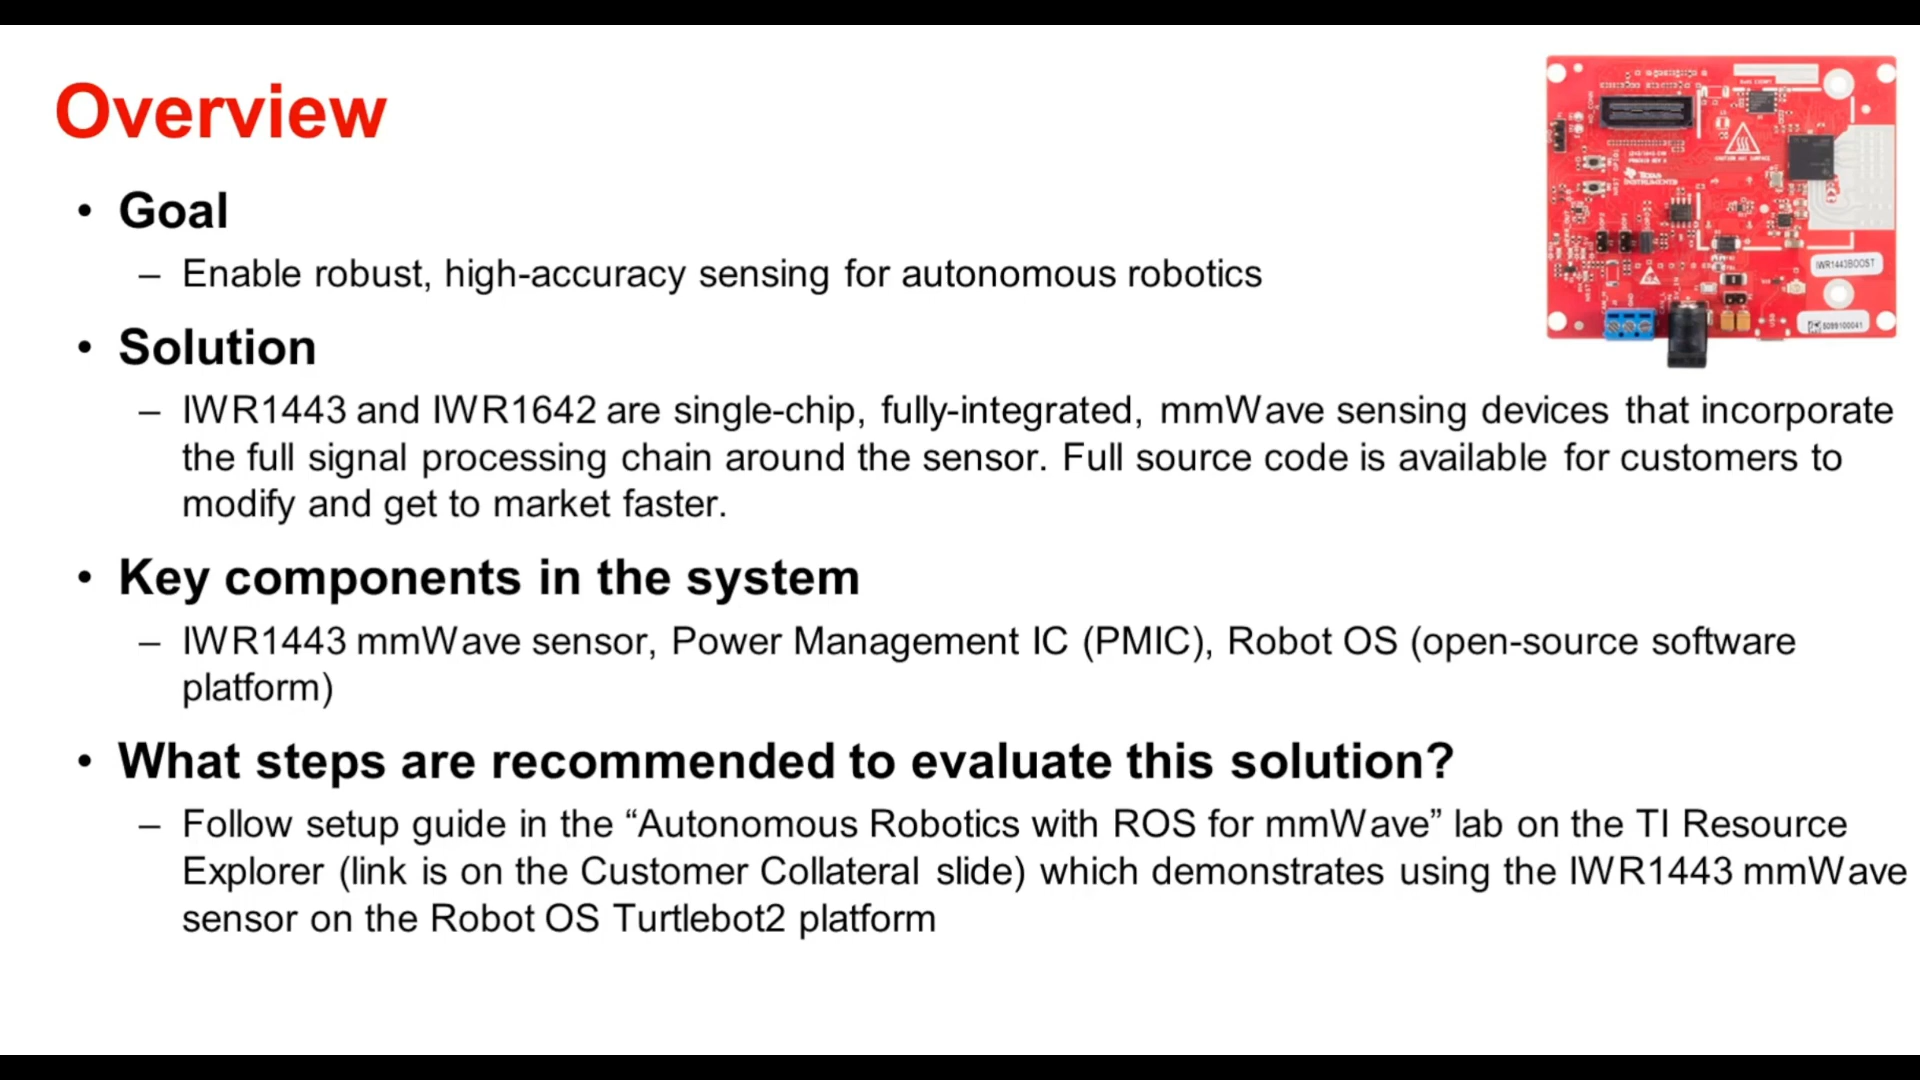 Overview
• Goal
– Enable robust, high-accuracy sensing for autonomous robotics
• Solution
– IWR1443 and IWR1642 are single-chip, fully-integrated, mmWave sensing devices that incorporate
the full signal processing chain around the sensor. Full source code is available for customers to
modify and get to market faster.
• Key components in the system
– IWR1443 mmWave sensor, Power Management IC (PMIC), Robot OS (open-source software
platform)
• What steps are recommended to evaluate this solution?
– Follow setup guide in the “Autonomous Robotics with ROS for mmWave” lab on the TI Resource
Explorer (link is on the Customer Collateral slide) which demonstrates using the IWR1443 mmWave
sensor on the Robot OS Turtlebot2 platform
TEXAS
INSTRUMENTS
IWR1443BOOST